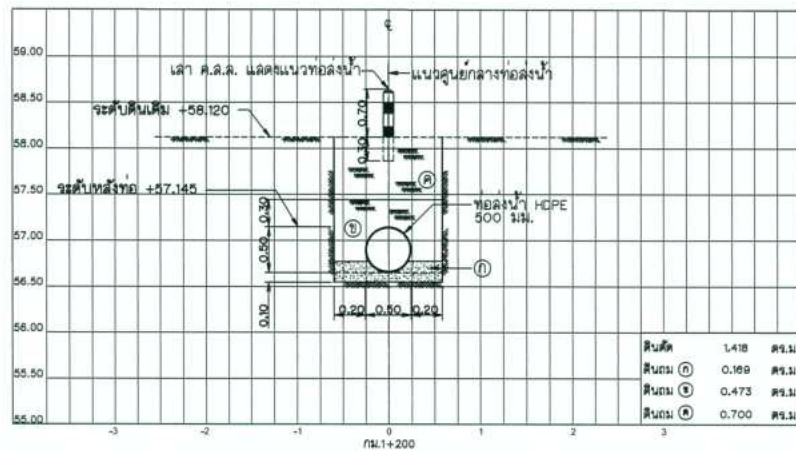 ℄
59.00
เสา ค.ส.ล. แสดงแนวท่อส่งน้ำ
แนวศูนย์กลางท่อส่งน้ำ
58.50
ระดับดินเดิม +58.120
0.70
58.00
0.30
ค
57.50
ระดับหลังท่อ +57.145
ท่อส่งน้ำ HDPE
500 มม.
0.30
ข
57.00
0.50
ก
56.50
0.10
0.20 0.50 0.20
56.00
ดินตัด 1.418 ตร.ม
55.50
ดินถม ก 0.169 ตร.ม
ดินถม ข 0.473 ตร.ม
ดินถม ค 0.700 ตร.ม
55.00
-3 -2 -1 0 1 2 3
กม.1+200